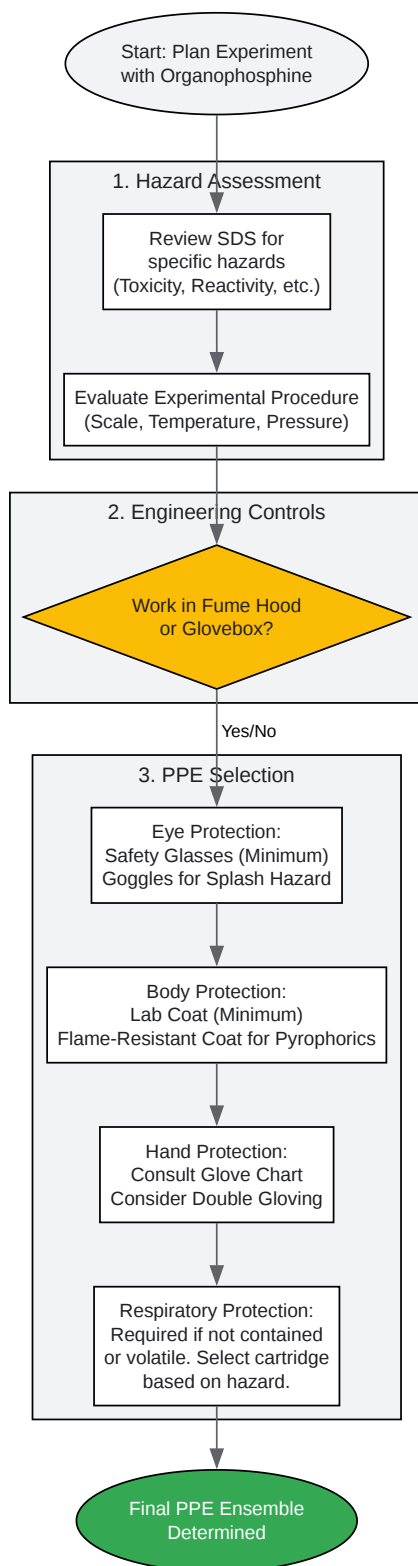 Start: Plan Experiment
with Organophosphine
1. Hazard Assessment
Review SDS for
specific hazards
(Toxicity, Reactivity, etc.)
Evaluate Experimental Procedure
(Scale, Temperature, Pressure)
2. Engineering Controls
Work in Fume Hood
or Glovebox?
Yes/No
3. PPE Selection
Eye Protection:
Safety Glasses (Minimum)
Goggles for Splash Hazard
Body Protection:
Lab Coat (Minimum)
Flame-Resistant Coat for Pyrophorics
Hand Protection:
Consult Glove Chart
Consider Double Gloving
Respiratory Protection:
Required if not contained
or volatile. Select cartridge
based on hazard.
Final PPE Ensemble
Determined